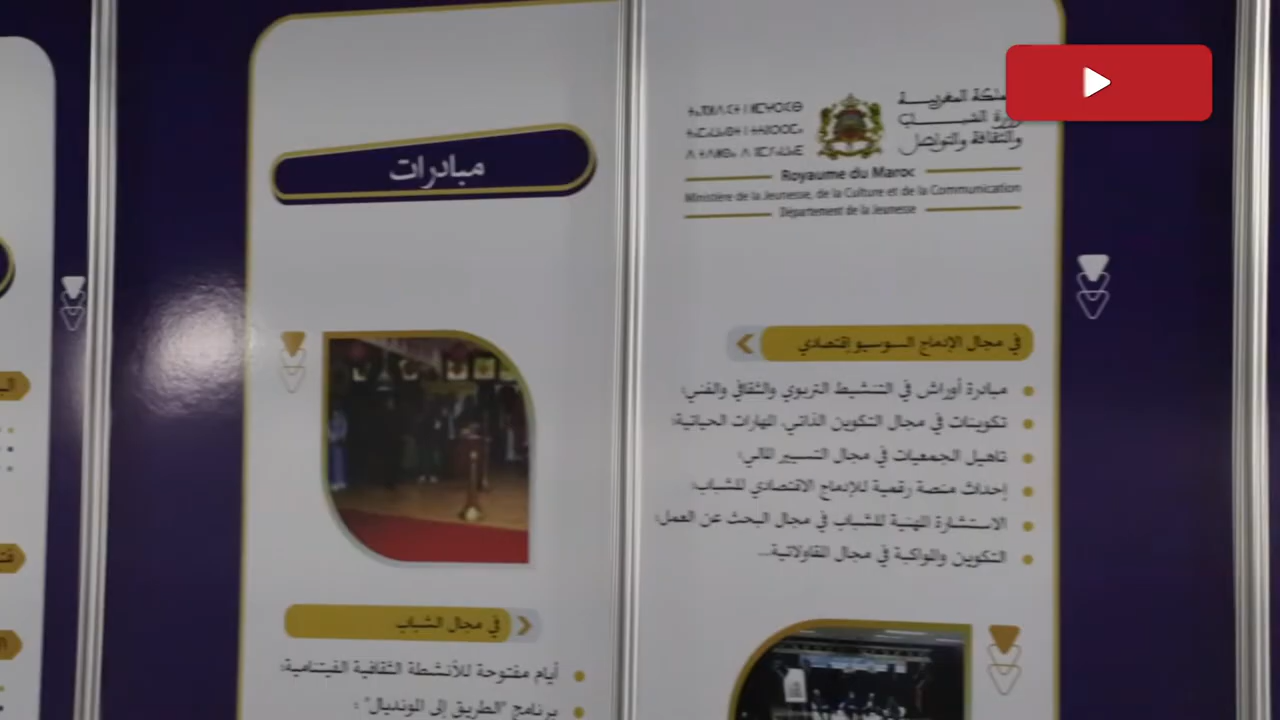 المملكة المغربية
وزارة الشباب
والثقافة والتواصل
Royaume du Maroc
Ministère de la Jeunesse, de la Culture et de la Communication
Département de la Jeunesse
في مجال الإدماج السوسيو إقتصادي
مبادرة أوراش في التنشيط التربوي والثقافي والفني؛
تكوينات في مجال التكوين الذاتي، المهارات الحياتية؛
تاهيل الجمعيات في مجال التسيير المالي؛
إحداث منصة رقمية للإدماج الاقتصادي للشباب؛
الاستشارة المهنية للشباب في مجال البحث عن العمل؛
التكوين والمواكبة في مجال المقاولاتية...
مبادرات
في مجال الشباب
أيام مفتوحة للأنشطة الثقافية الفيتنامية؛
برنامج "الطريق إلى المونديال" ؛